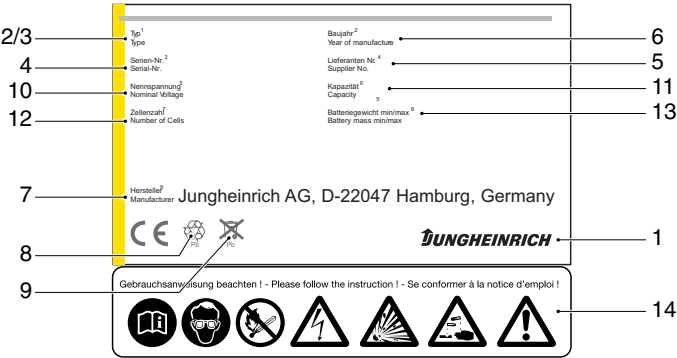 Typ¹
Type
Baujahr²
Year of manufacture
2/3
6
Serien-Nr.³
Serial-Nr.
Lieferanten Nr.⁴
Supplier No.
4
5
Nennspannung⁵
Nominal Voltage
Kapazität⁶
Capacity
5
10
11
Zellenzahl⁷
Number of Cells
Batteriegewicht min/max⁸
Battery mass min/max
12
13
Hersteller⁹
Manufacturer
Jungheinrich AG, D-22047 Hamburg, Germany
7
CE
Pb
Pb
JUNGHEINRICH
8
1
9
Gebrauchsanweisung beachten ! - Please follow the instruction ! - Se conformer à la notice d'emploi !
i
!
14